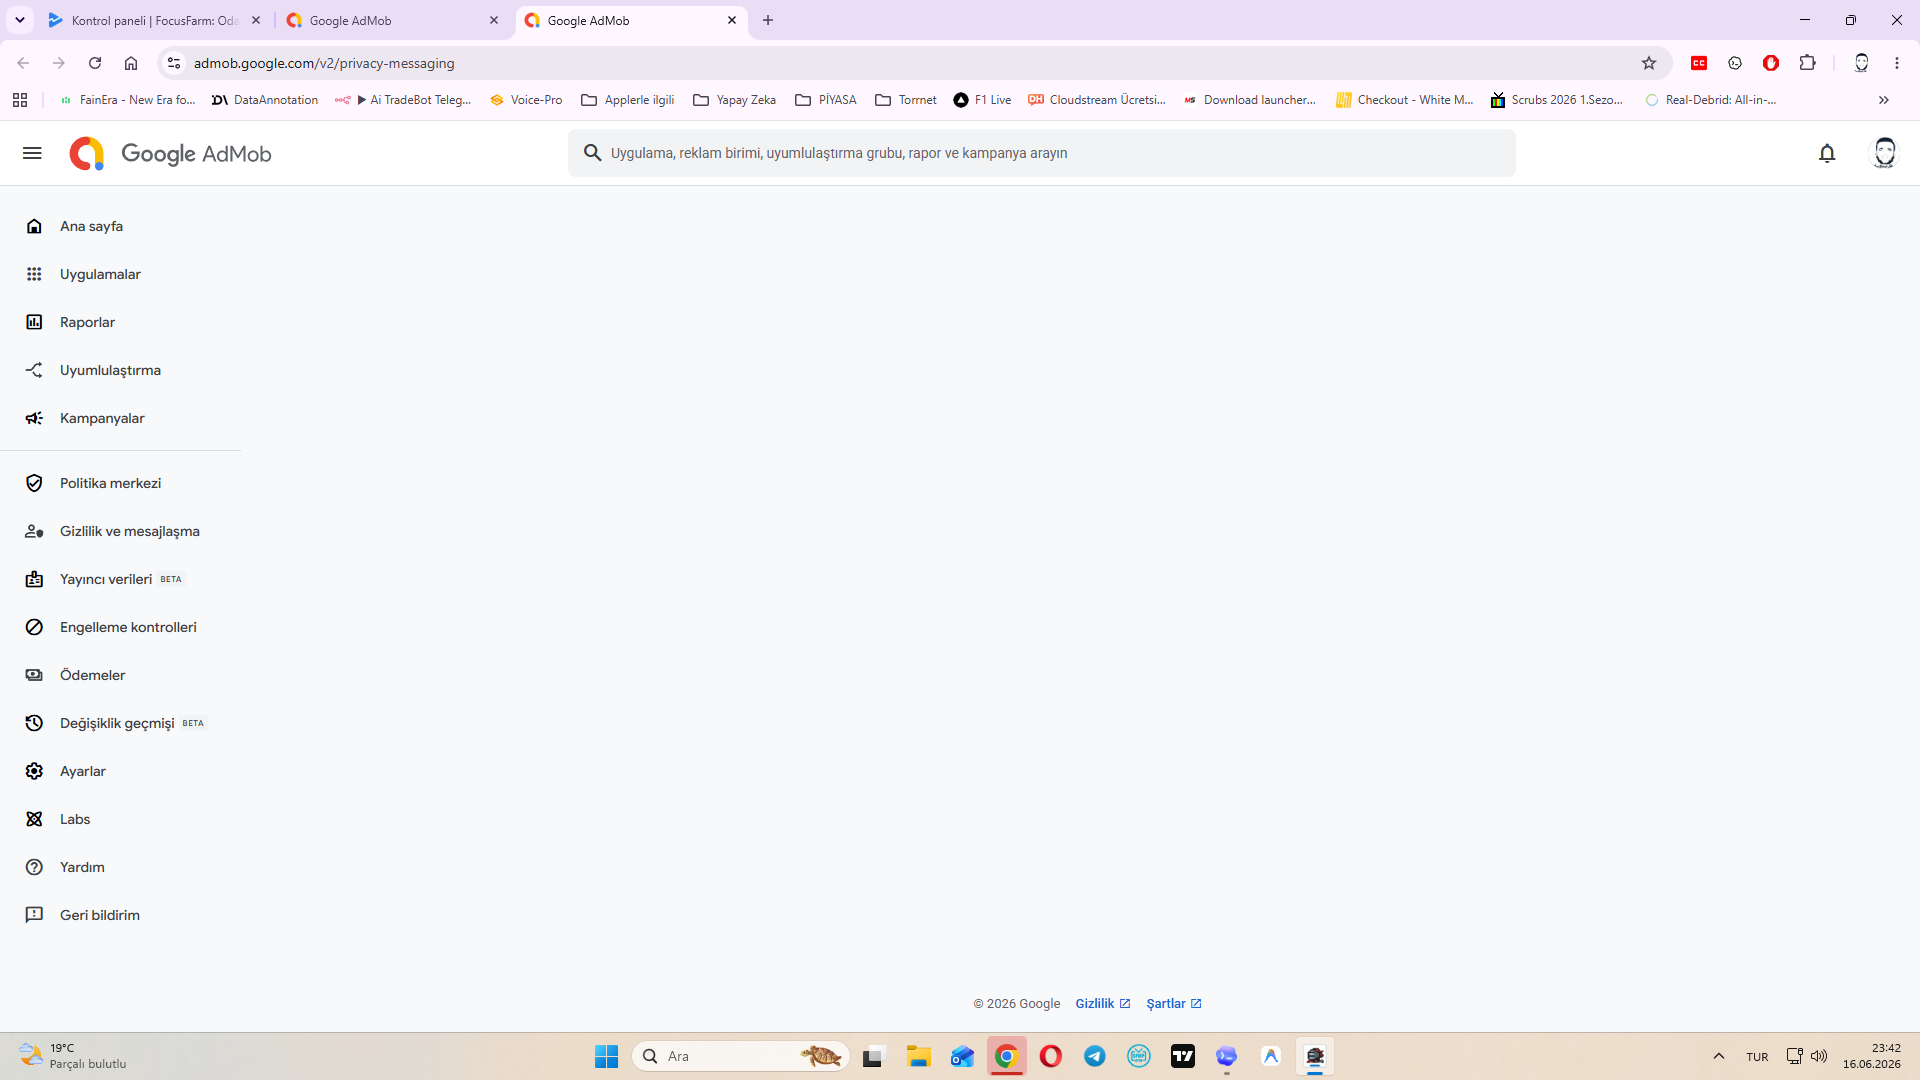 Kontrol paneli | FocusFarm: Oda
Google AdMob
Google AdMob
admob.google.com/v2/privacy-messaging
CC
FainEra - New Era fo...
DataAnnotation
▶ Ai TradeBot Teleg...
Voice-Pro
Applerle ilgili
Yapay Zeka
PİYASA
Torrnet
F1 Live
DH
Cloudstream Ücretsi...
MS
Download launcher...
Checkout - White M...
Scrubs 2026 1.Sezo...
Real-Debrid: All-in-...
Google AdMob
Uygulama, reklam birimi, uyumlulaştırma grubu, rapor ve kampanya arayın
Ana sayfa
Uygulamalar
Raporlar
Uyumlulaştırma
Kampanyalar
Politika merkezi
Gizlilik ve mesajlaşma
Yayıncı verileri BETA
Engelleme kontrolleri
Ödemeler
Değişiklik geçmişi BETA
Ayarlar
Labs
Yardım
Geri bildirim
© 2026 Google Gizlilik Şartlar
19°C
Parçalı bulutlu
Ara
TUR
23:42
16.06.2026